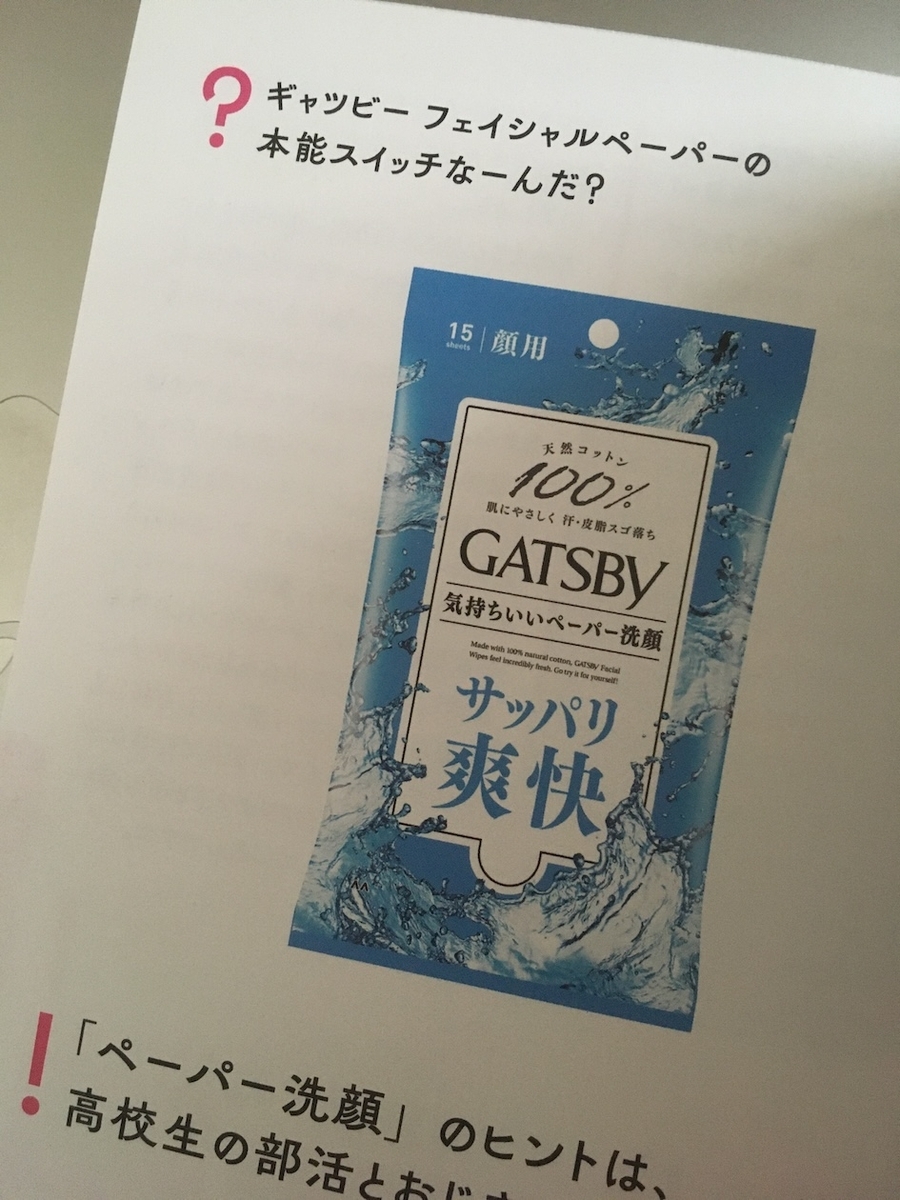 ?
ギャツビー フェイシャルペーパーの
本能スイッチなーんだ?
15 顔用
sheets
天然コットン
100%
肌にやさしく 汗・皮脂スゴ落ち
GATSBY
気持ちいいペーパー洗顔
Made with 100% natural cotton, GATSBY Facial
Wipes feel incredibly fresh. Go try it for yourself!
サッパリ
爽快
!
「ペーパー洗顔」のヒントは、
高校生の部活とおじ